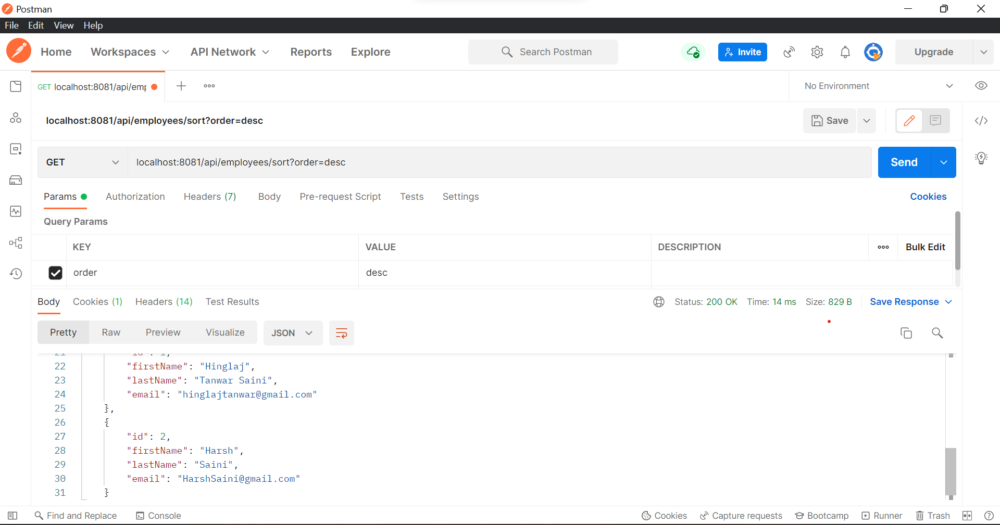 Postman
File Edit View Help
Home Workspaces API Network Reports Explore Search Postman Invite Upgrade
GET localhost:8081/api/emp No Environment
localhost:8081/api/employees/sort?order=desc Save
GET localhost:8081/api/employees/sort?order=desc Send
Params Authorization Headers (7) Body Pre-request Script Tests Settings Cookies
Query Params
KEY VALUE DESCRIPTION Bulk Edit
order desc
Body Cookies (1) Headers (14) Test Results Status: 200 OK Time: 14 ms Size: 829 B Save Response
Pretty Raw Preview Visualize JSON
22 "firstName": "Hinglaj",
23 "lastName": "Tanwar Saini",
24 "email": "hinglajtanwar@gmail.com"
25 },
26 {
27 "id": 2,
28 "firstName": "Harsh",
29 "lastName": "Saini",
30 "email": "HarshSaini@gmail.com"
31 }
Find and Replace Console Cookies Capture requests Bootcamp Runner Trash